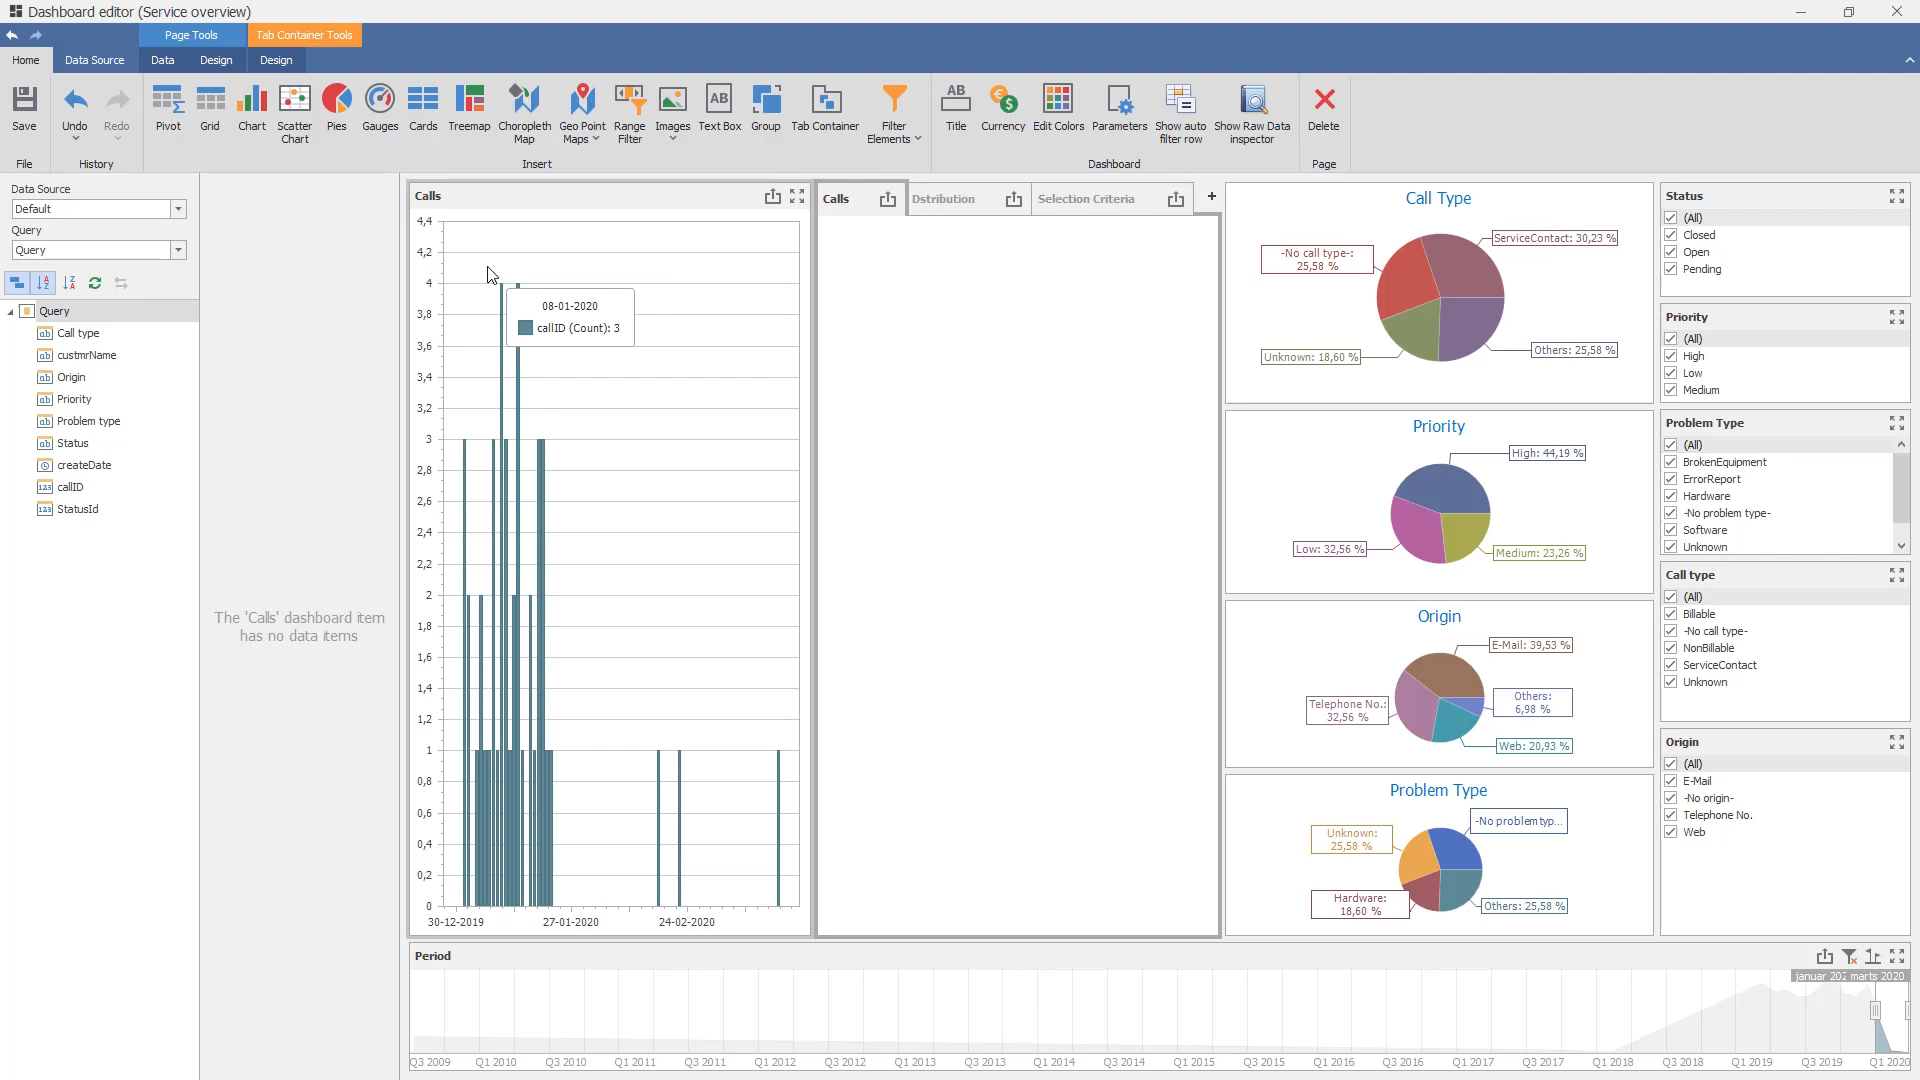 Dashboard editor (Service overview)
Page Tools
Tab Container Tools
Home
Data Source
Data
Design
Design
Save
Undo
Redo
Pivot
Grid
Chart
Scatter
Chart
Pies
Gauges
Cards
Treemap
Choropleth
Map
Geo Point
Maps
Range
Filter
Images
AB
Text Box
Group
Tab Container
Filter
Elements
AB
Title
Currency
Edit Colors
Parameters
Show auto
filter row
Show Raw Data
inspector
Delete
File
History
Insert
Dashboard
Page
Data Source
Default
Query
Query
Query
ab Call type
ab custmrName
ab Origin
ab Priority
ab Problem type
ab Status
createDate
123 callID
123 StatusId
The 'Calls' dashboard item
has no data items
Calls
4,4
4,2
4
3,8
3,6
3,4
3,2
3
2,8
2,6
2,4
2,2
2
1,8
1,6
1,4
1,2
1
0,8
0,6
0,4
0,2
0
30-12-2019
27-01-2020
24-02-2020
08-01-2020
callID (Count): 3
Calls
Dstribution
Selection Criteria
+
Call Type
ServiceContact: 30,23 %
-No call type-:
25,58 %
Unknown: 18,60 %
Others: 25,58 %
Priority
High: 44,19 %
Low: 32,56 %
Medium: 23,26 %
Origin
E-Mail: 39,53 %
Telephone No.:
32,56 %
Others:
6,98 %
Web: 20,93 %
Problem Type
-No problem typ...
Unknown:
25,58 %
Hardware:
18,60 %
Others: 25,58 %
Status
(All)
Closed
Open
Pending
Priority
(All)
High
Low
Medium
Problem Type
(All)
BrokenEquipment
ErrorReport
Hardware
-No problem type-
Software
Unknown
Call type
(All)
Billable
-No call type-
NonBillable
ServiceContact
Unknown
Origin
(All)
E-Mail
-No origin-
Telephone No.
Web
Period
januar 202 marts 2020
Q3 2009
Q1 2010
Q3 2010
Q1 2011
Q3 2011
Q1 2012
Q3 2012
Q1 2013
Q3 2013
Q1 2014
Q3 2014
Q1 2015
Q3 2015
Q1 2016
Q3 2016
Q1 2017
Q3 2017
Q1 2018
Q3 2018
Q1 2019
Q3 2019
Q1 2020